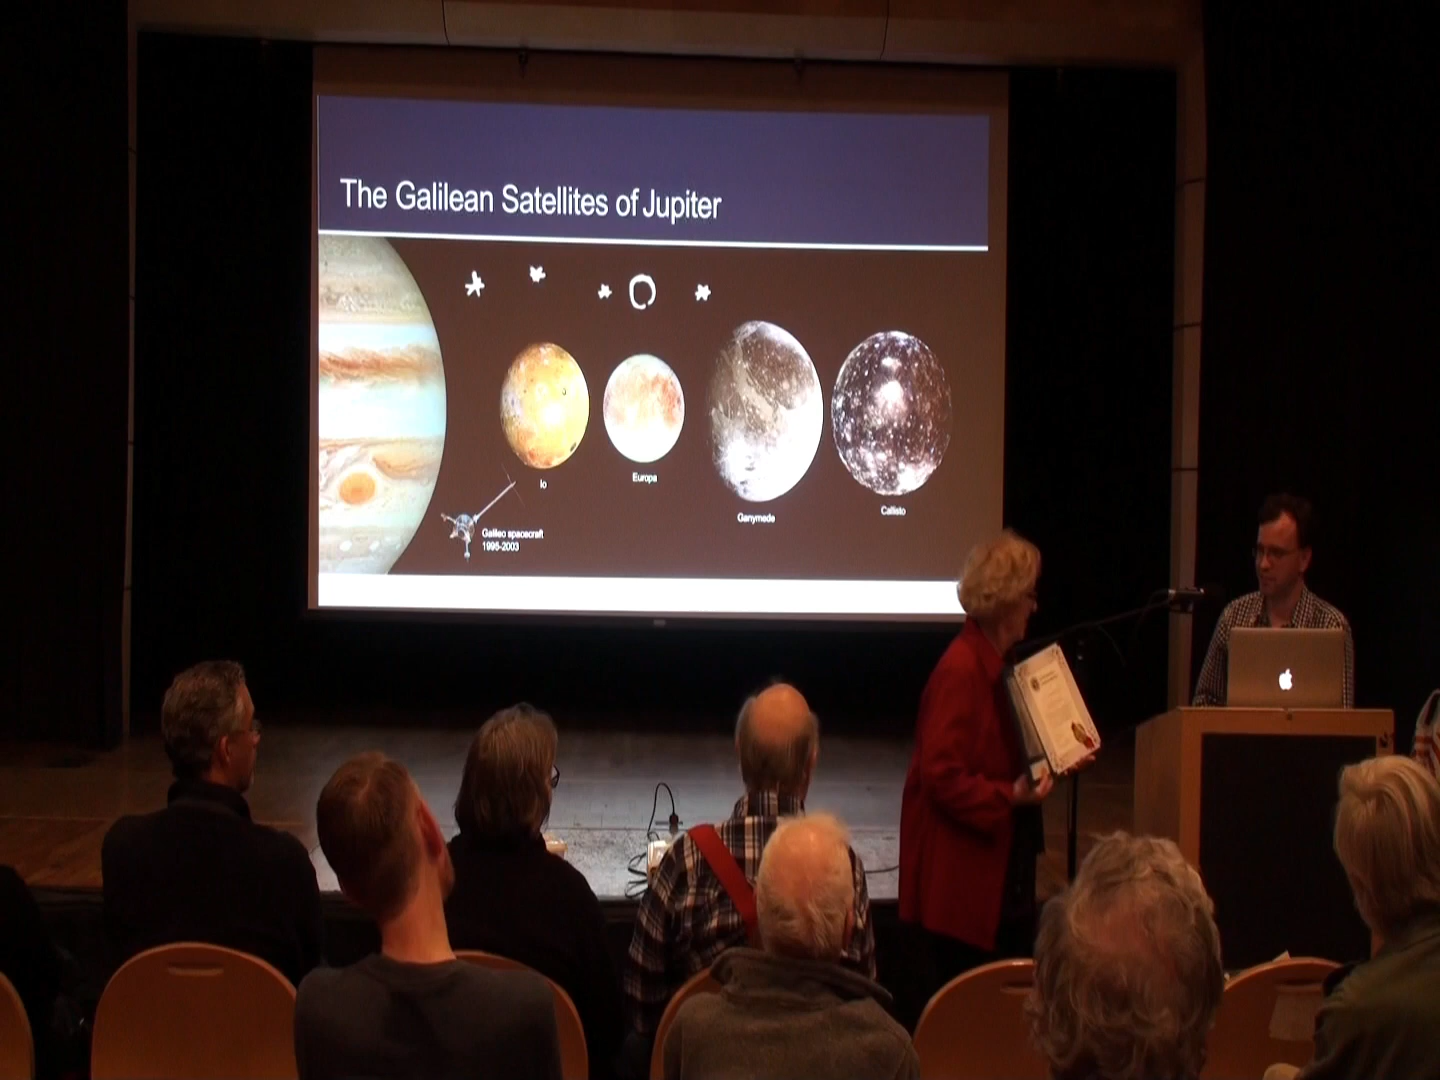 The Galilean Satellites of Jupiter
Io
Europa
Ganymede
Callisto
Galileo spacecraft
1995-2003